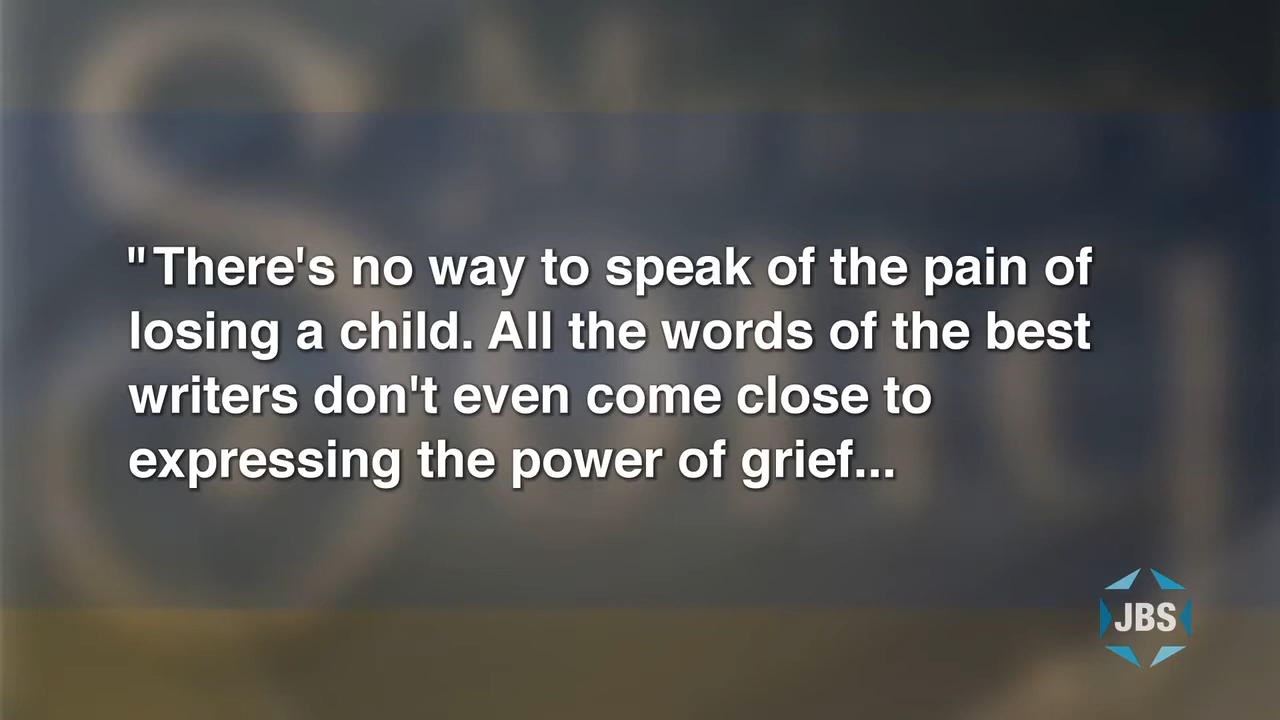 "There's no way to speak of the pain of
losing a child. All the words of the best
writers don't even come close to
expressing the power of grief...
JBS